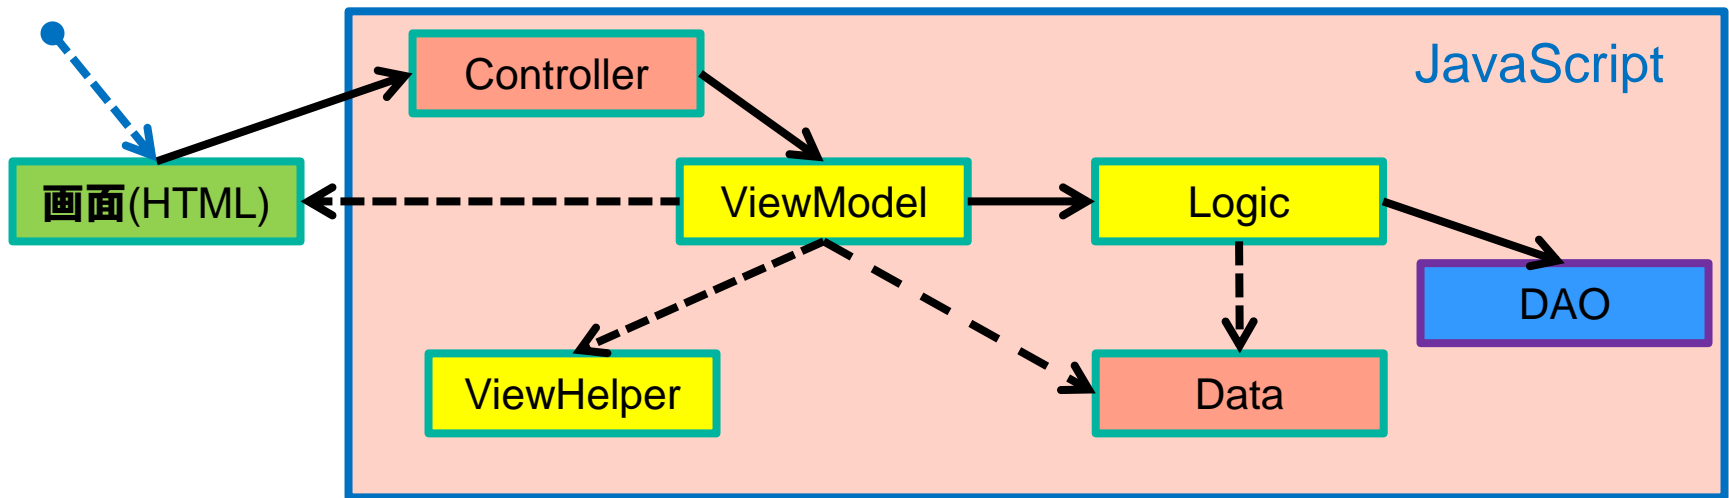 JavaScript
Controller
画面(HTML)
ViewModel
Logic
DAO
ViewHelper
Data